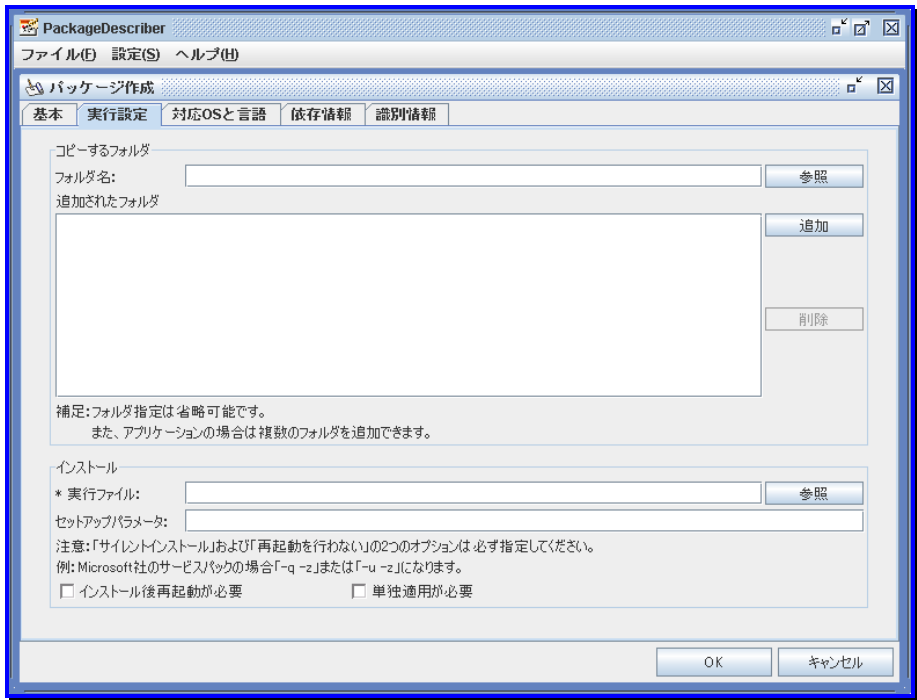 PackageDescriber
ファイル(F) 設定(S) ヘルプ(H)
パッケージ作成
基本 実行設定 対応OSと言語 依存情報 識別情報
コピーするフォルダ
フォルダ名: 参照
追加されたフォルダ
追加
削除
補足:フォルダ指定は省略可能です。
また、アプリケーションの場合は複数のフォルダを追加できます。
インストール
* 実行ファイル: 参照
セットアップパラメータ:
注意:「サイレントインストール」および「再起動を行わない」の2つのオプションは必ず指定してください。
例:Microsoft社のサービスパックの場合「-q -z」または「-u -z」になります。
インストール後再起動が必要 単独適用が必要
OK キャンセル